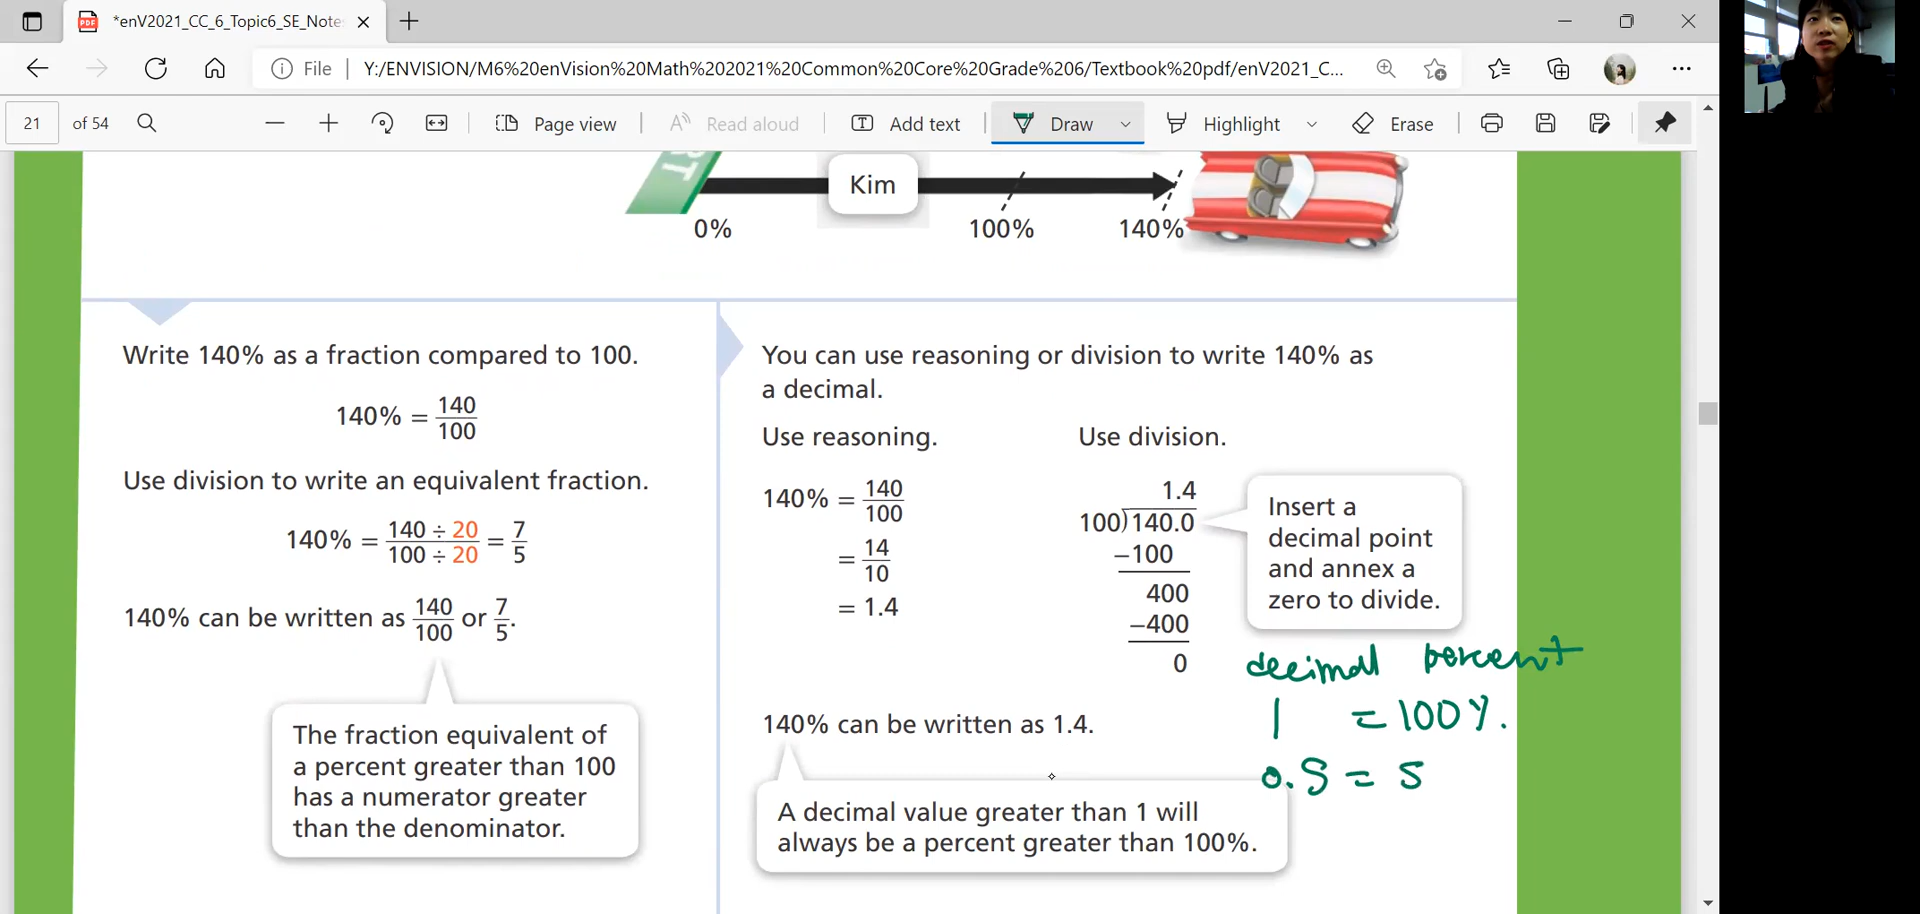 *enV2021_CC_6_Topic6_SE_Notes
File
Y:/ENVISION/M6%20enVision%20Math%202021%20Common%20Core%20Grade%206/Textbook%20pdf/enV2021_C...
21 of 54
Page view
Read aloud
Add text
Draw
Highlight
Erase
RT
Kim
0%
100%
140%
Write 140% as a fraction compared to 100.
140% = 140/100
Use division to write an equivalent fraction.
140% = 140 ÷ 20/100 ÷ 20 = 7/5
140% can be written as 140/100 or 7/5.
The fraction equivalent of
a percent greater than 100
has a numerator greater
than the denominator.
You can use reasoning or division to write 140% as
a decimal.
Use reasoning.
140% = 140/100
= 14/10
= 1.4
Use division.
1.4
100)140.0
−100
400
−400
0
Insert a
decimal point
and annex a
zero to divide.
140% can be written as 1.4.
A decimal value greater than 1 will
always be a percent greater than 100%.
decimal percent
1 = 100%.
0.5 = 5